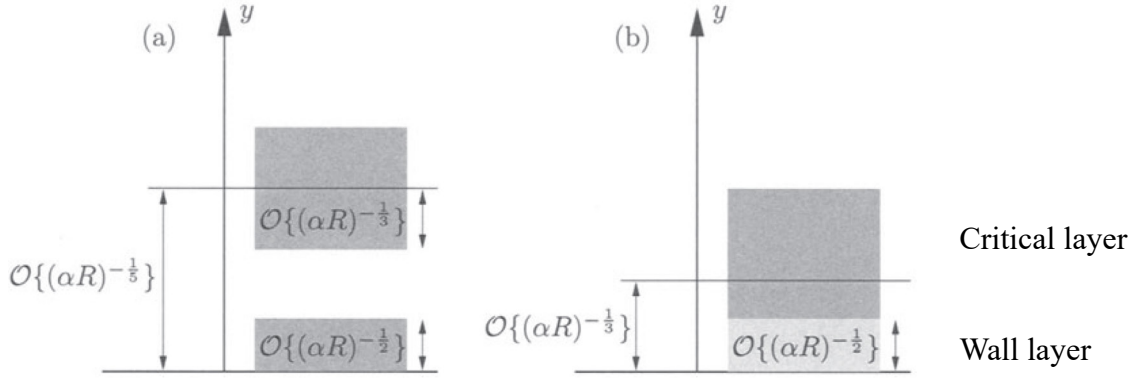 (a)
y
𝒪{(αR)^{-1/3}}
𝒪{(αR)^{-1/5}}
𝒪{(αR)^{-1/2}}
(b)
y
𝒪{(αR)^{-1/3}}
𝒪{(αR)^{-1/2}}
Critical layer
Wall layer